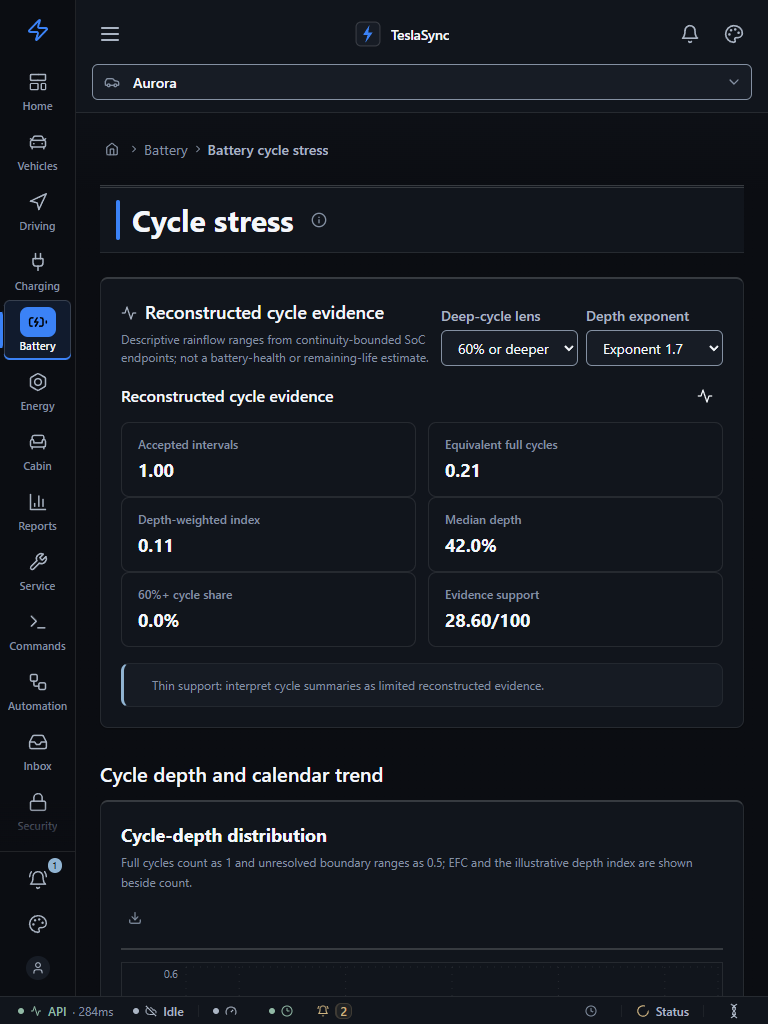 TeslaSync
Aurora
Home
Vehicles
Driving
Charging
Battery
Energy
Cabin
Reports
Service
Commands
Automation
Inbox
Security
1
Battery
Battery cycle stress
Cycle stress
Reconstructed cycle evidence
Descriptive rainflow ranges from continuity-bounded SoC
endpoints; not a battery-health or remaining-life estimate.
Deep-cycle lens
60% or deeper
Depth exponent
Exponent 1.7
Reconstructed cycle evidence
Accepted intervals
1.00
Equivalent full cycles
0.21
Depth-weighted index
0.11
Median depth
42.0%
60%+ cycle share
0.0%
Evidence support
28.60/100
Thin support: interpret cycle summaries as limited reconstructed evidence.
Cycle depth and calendar trend
Cycle-depth distribution
Full cycles count as 1 and unresolved boundary ranges as 0.5; EFC and the illustrative depth index are shown
beside count.
0.6
API · 284ms
Idle
2
Status